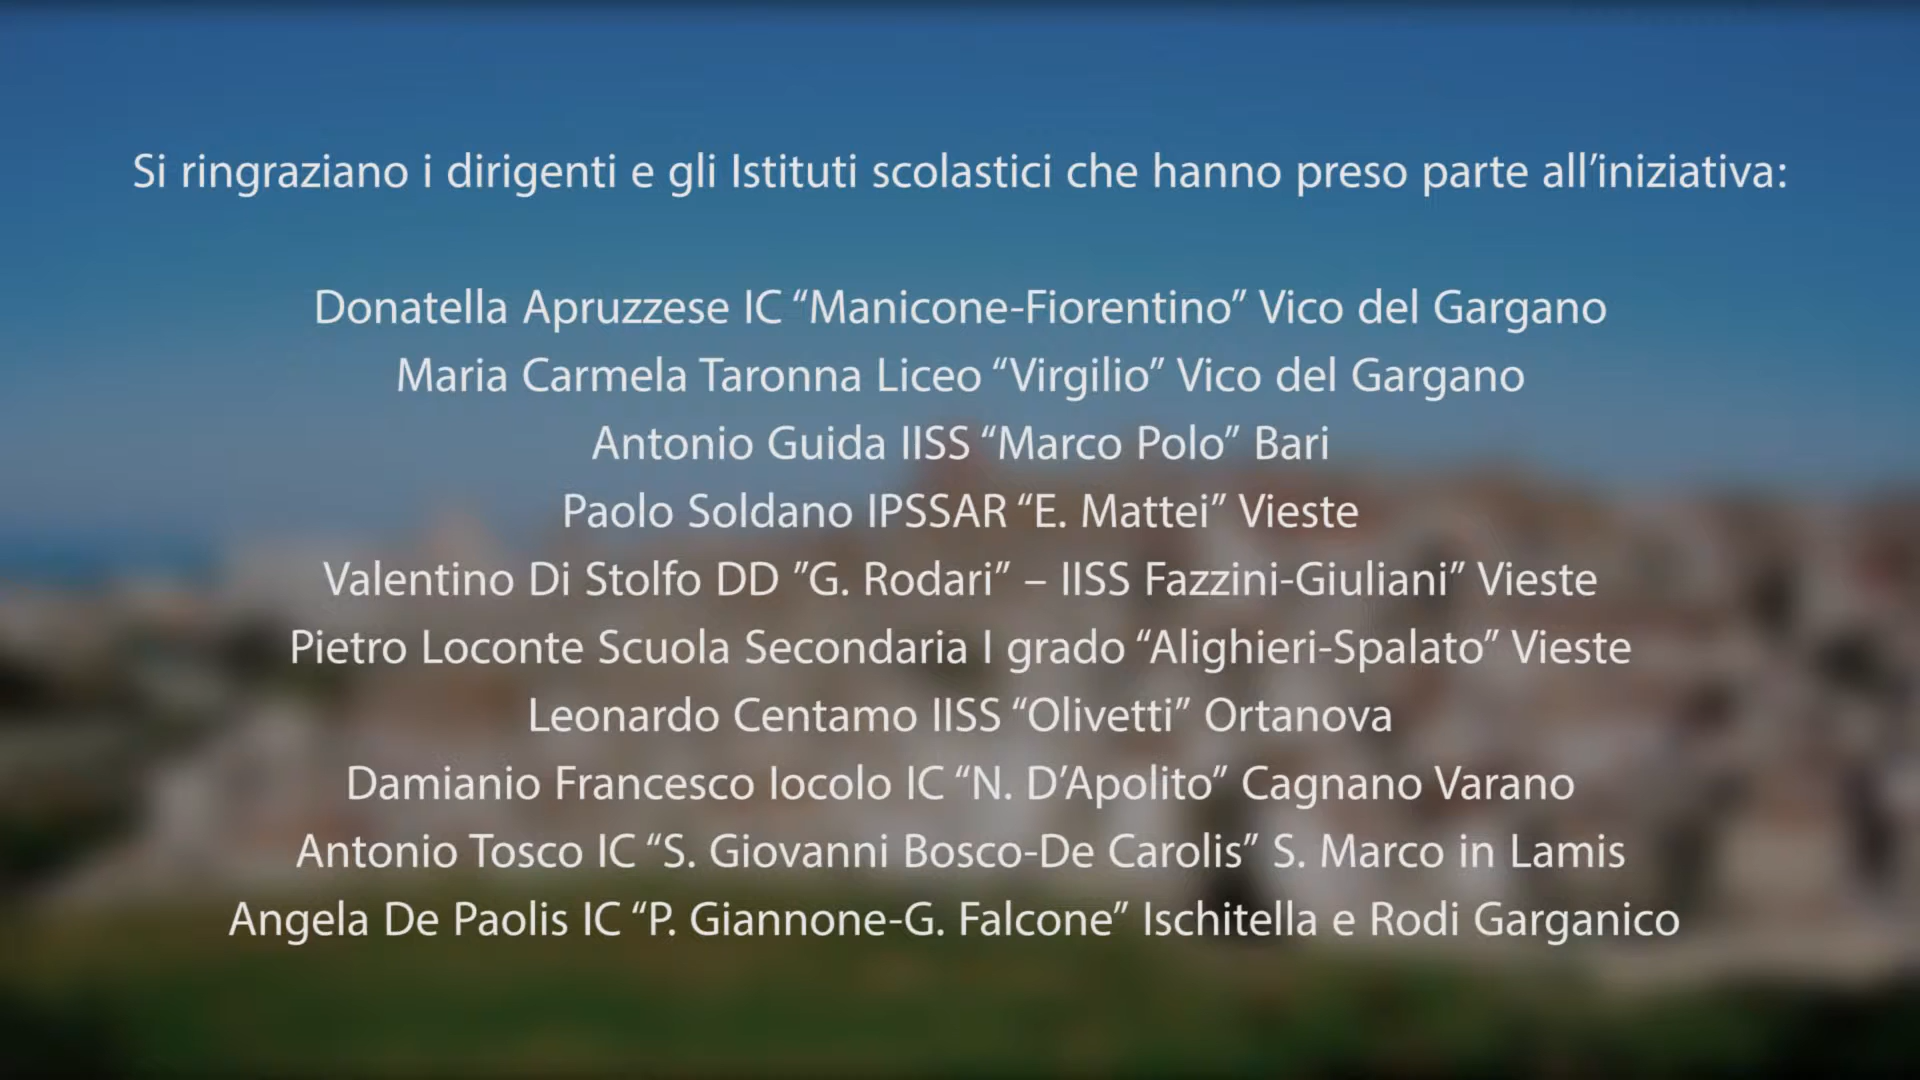 Si ringraziano i dirigenti e gli Istituti scolastici che hanno preso parte all’iniziativa:
Donatella Apruzzese IC “Manicone-Fiorentino” Vico del Gargano
Maria Carmela Taronna Liceo “Virgilio” Vico del Gargano
Antonio Guida IISS “Marco Polo” Bari
Paolo Soldano IPSSAR “E. Mattei” Vieste
Valentino Di Stolfo DD ”G. Rodari” – IISS Fazzini-Giuliani” Vieste
Pietro Loconte Scuola Secondaria I grado “Alighieri-Spalato” Vieste
Leonardo Centamo IISS “Olivetti” Ortanova
Damianio Francesco Iocolo IC “N. D’Apolito” Cagnano Varano
Antonio Tosco IC “S. Giovanni Bosco-De Carolis” S. Marco in Lamis
Angela De Paolis IC “P. Giannone-G. Falcone” Ischitella e Rodi Garganico